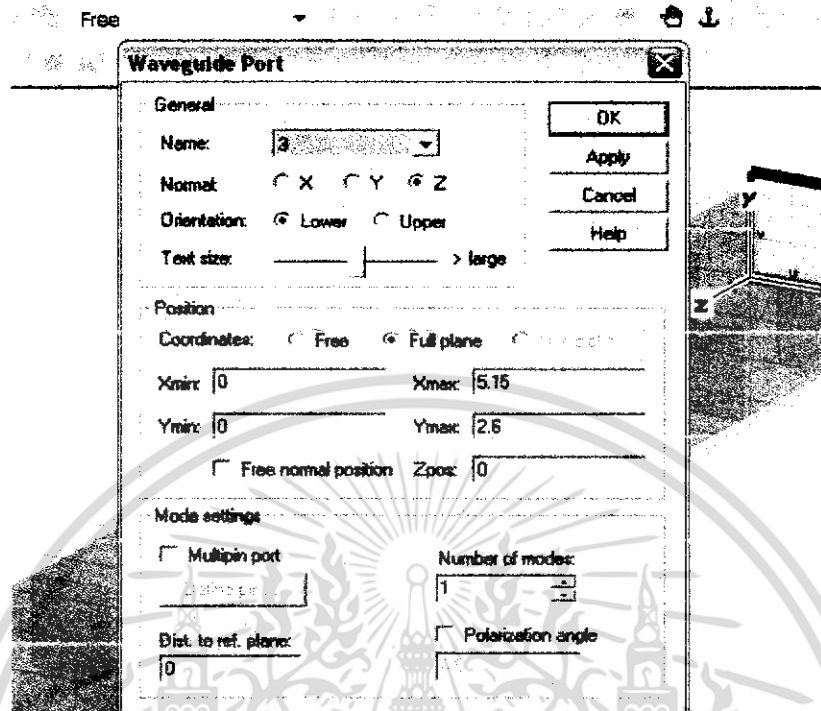 Free
Waveguide Port
General
OK
Name: 3
Apply
Normal: X Y Z
Cancel
Orientation: Lower Upper
Help
Text size: > large
y
v
u
z
Position
Coordinates: Free Full plane
Xmin: 0 Xmax: 5.15
Ymin: 0 Ymax: 2.6
Free normal position Zpos: 0
Mode settings
Multipin port
Number of modes:
1
Dist. to ref. plane:
Polarization angle
0